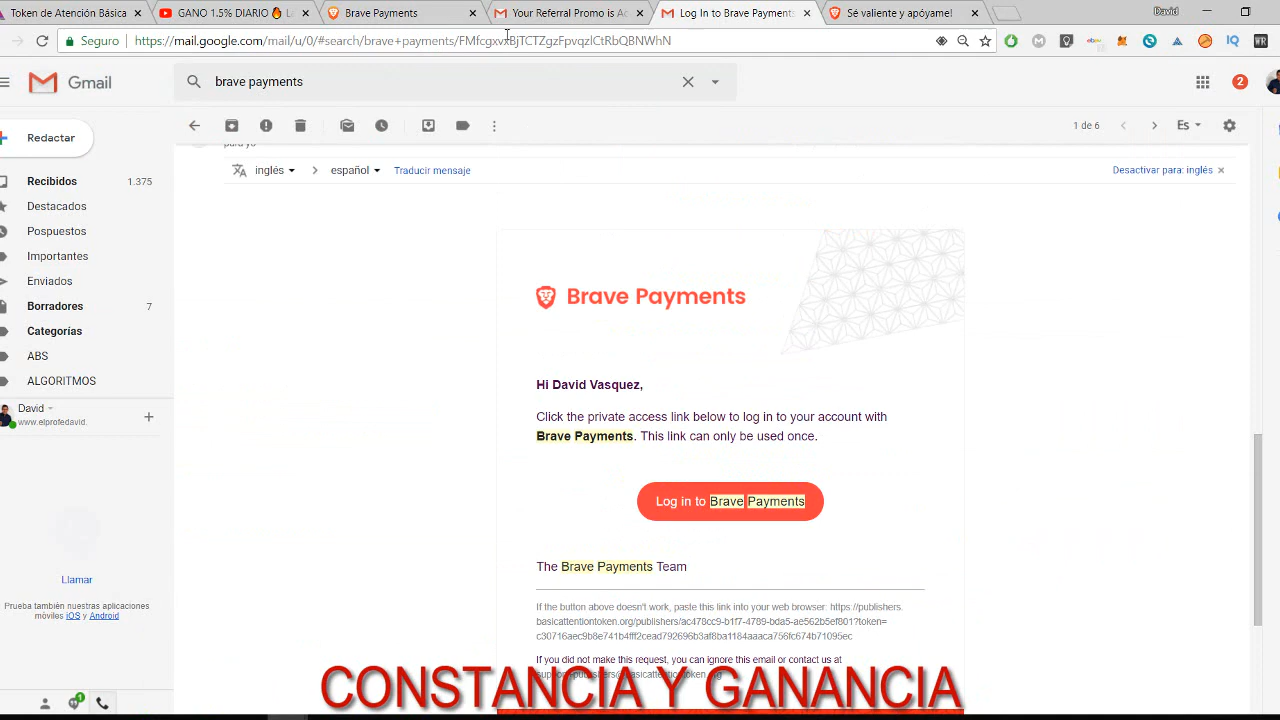 Token de Atención Básica
GANO 1.5% DIARIO
Brave Payments
Your Referral Promo is Ac
Log In to Brave Payments
Sé valiente y apóyame!
David
Seguro
Gmail
brave payments
Redactar
1 de 6
Es
2
para yo
inglés
español
Traducir mensaje
Desactivar para: inglés
Recibidos 1.375
Destacados
Pospuestos
Importantes
Enviados
Borradores 7
Categorías
ABS
ALGORITMOS
David
www.elprofedavid.
Llamar
Prueba también nuestras aplicaciones
móviles iOS y Android
Brave Payments
Hi David Vasquez,
Click the private access link below to log in to your account with
Brave Payments. This link can only be used once.
Log in to Brave Payments
The Brave Payments Team
If the button above doesn't work, paste this link into your web browser: https://publishers.
basicattentiontoken.org/publishers/ac478cc9-b1f7-4789-bda5-ae562b5ef801?token=
c30716aec9b8e741b4fff2cead792696b3af8ba1184aaaca756fc674b71095ec
If you did not make this request, you can ignore this email or contact us at
CONSTANCIA Y GANANCIA